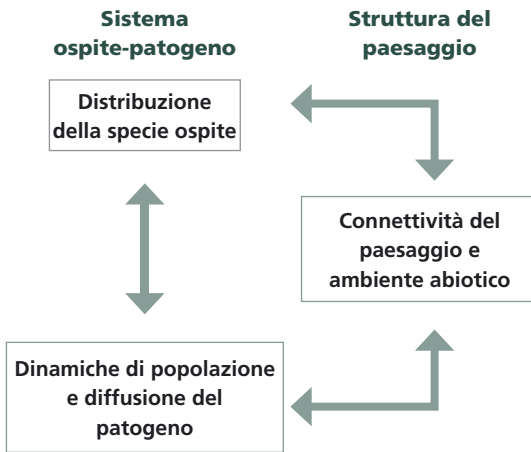 Sistema
ospite-patogeno
Struttura del
paesaggio
Distribuzione
della specie ospite
Connettività del
paesaggio e
ambiente abiotico
Dinamiche di popolazione
e diffusione del
patogeno